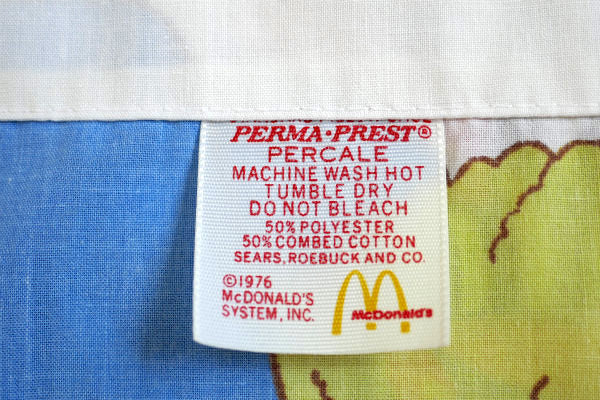 PERMA·PREST®
PERCALE
MACHINE WASH HOT
TUMBLE DRY
DO NOT BLEACH
50% POLYESTER
50% COMBED COTTON
SEARS, ROEBUCK AND CO.
©1976
McDONALD'S
SYSTEM, INC.
McDonald's